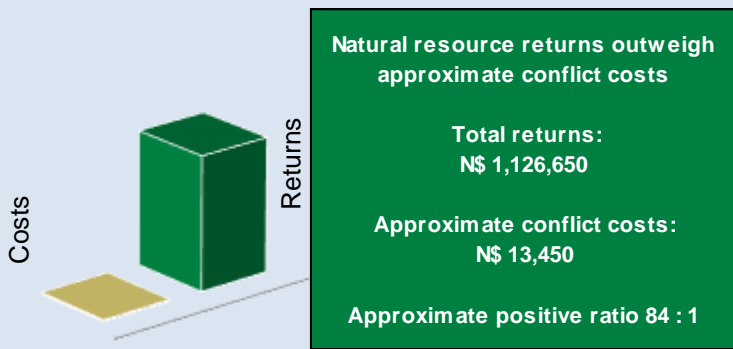 Costs
Returns
Natural resource returns outweigh
approximate conflict costs
Total returns:
N$ 1,126,650
Approximate conflict costs:
N$ 13,450
Approximate positive ratio 84 : 1